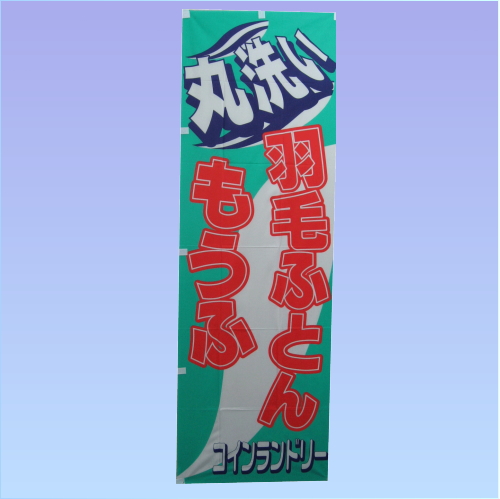 丸洗い
羽毛ふとん
もうふ
コインランドリー